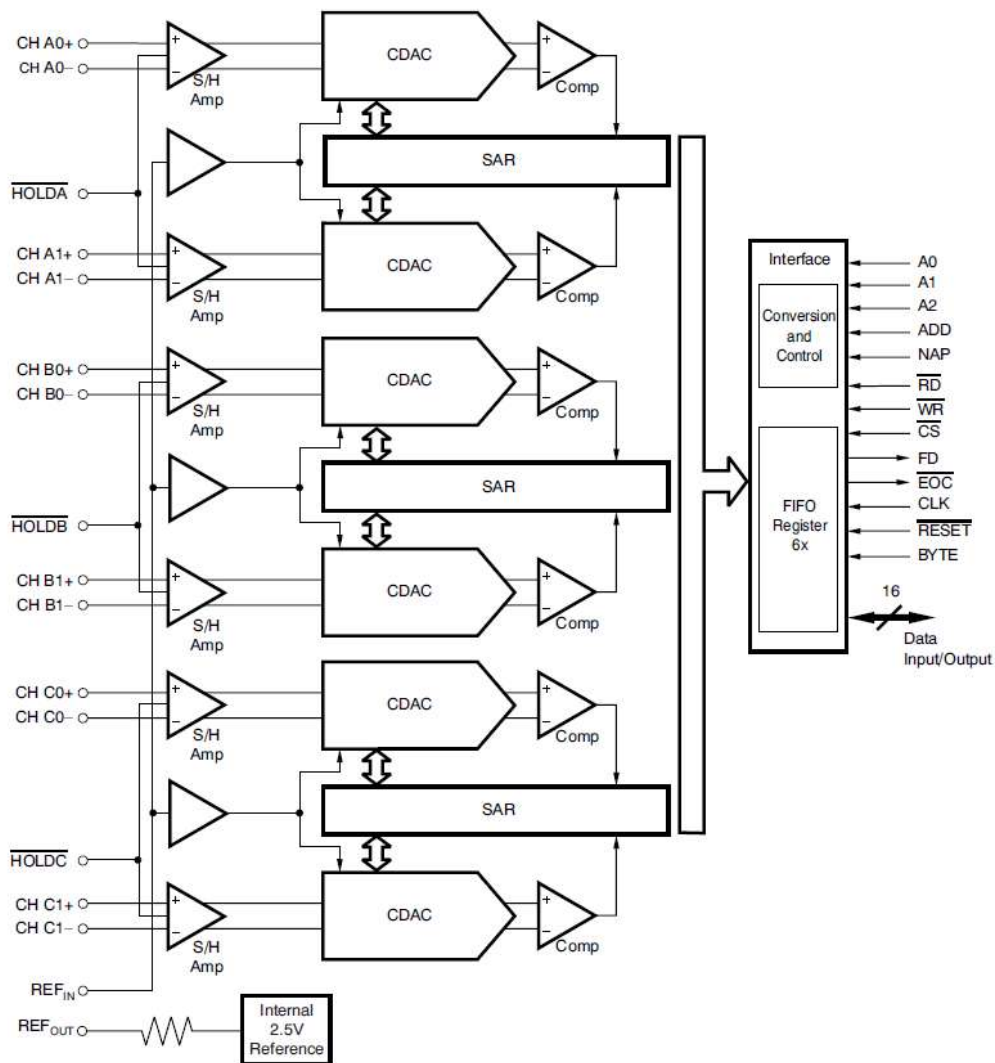 CH A0+
CH A0–
+
–
S/H
Amp
CDAC
+
–
Comp
SAR
HOLDA
CH A1+
CH A1–
+
–
S/H
Amp
CDAC
+
–
Comp
CH B0+
CH B0–
+
–
S/H
Amp
CDAC
+
–
Comp
SAR
HOLDB
CH B1+
CH B1–
+
–
S/H
Amp
CDAC
+
–
Comp
CH C0+
CH C0–
+
–
S/H
Amp
CDAC
+
–
Comp
SAR
HOLDC
CH C1+
CH C1–
+
–
S/H
Amp
CDAC
+
–
Comp
REFIN
REFOUT
Internal
2.5V
Reference
Interface
Conversion
and
Control
FIFO
Register
6x
A0
A1
A2
ADD
NAP
RD
WR
CS
FD
EOC
CLK
RESET
BYTE
16
Data
Input/Output